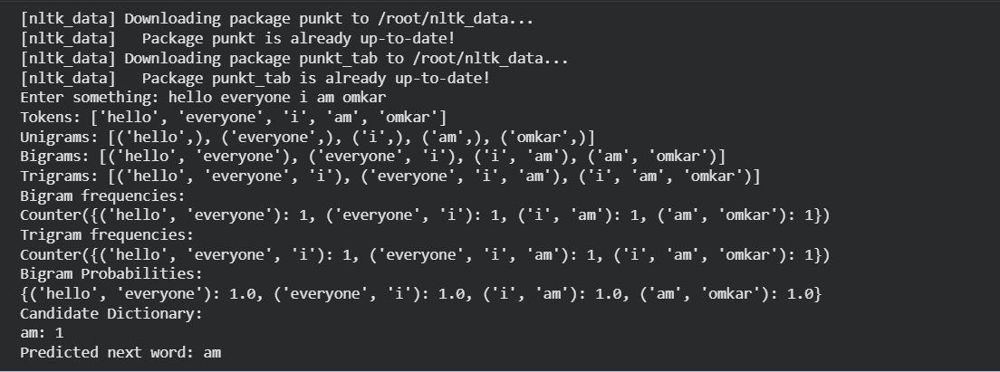 [nltk_data] Downloading package punkt to /root/nltk_data...
[nltk_data]   Package punkt is already up-to-date!
[nltk_data] Downloading package punkt_tab to /root/nltk_data...
[nltk_data]   Package punkt_tab is already up-to-date!
Enter something: hello everyone i am omkar
Tokens: ['hello', 'everyone', 'i', 'am', 'omkar']
Unigrams: [('hello',), ('everyone',), ('i',), ('am',), ('omkar',)]
Bigrams: [('hello', 'everyone'), ('everyone', 'i'), ('i', 'am'), ('am', 'omkar')]
Trigrams: [('hello', 'everyone', 'i'), ('everyone', 'i', 'am'), ('i', 'am', 'omkar')]
Bigram frequencies:
Counter({('hello', 'everyone'): 1, ('everyone', 'i'): 1, ('i', 'am'): 1, ('am', 'omkar'): 1})
Trigram frequencies:
Counter({('hello', 'everyone', 'i'): 1, ('everyone', 'i', 'am'): 1, ('i', 'am', 'omkar'): 1})
Bigram Probabilities:
{('hello', 'everyone'): 1.0, ('everyone', 'i'): 1.0, ('i', 'am'): 1.0, ('am', 'omkar'): 1.0}
Candidate Dictionary:
am: 1
Predicted next word: am